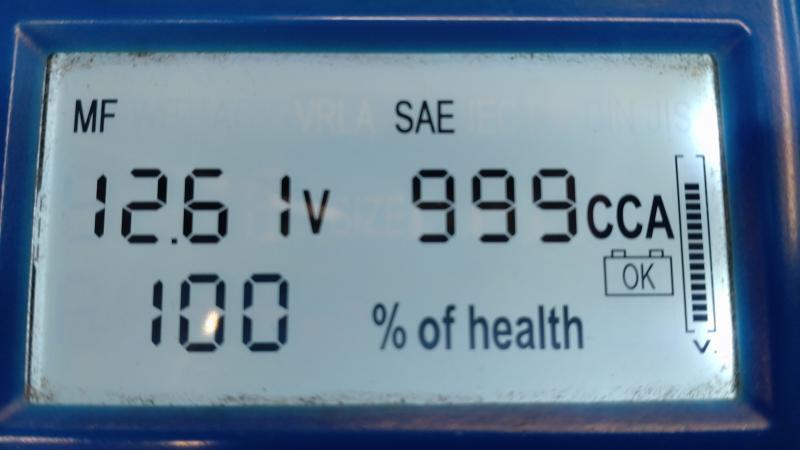 MF SAE
12.61V 999CCA
OK
100 % of health